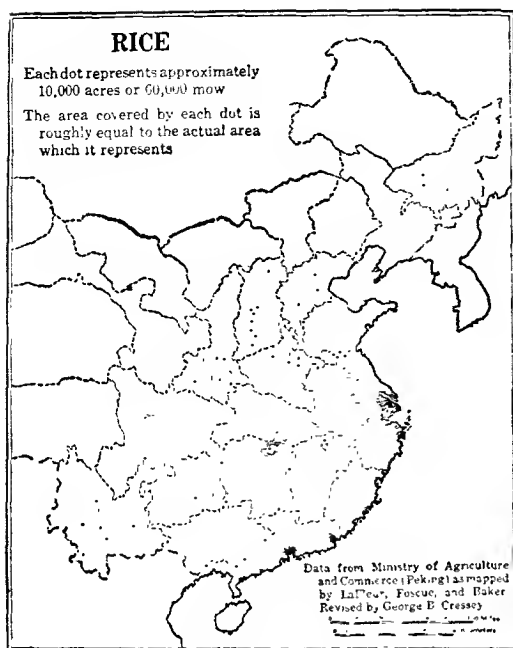 RICE
Each dot represents approximately
10,000 acres or 60,000 mow
The area covered by each dot is
roughly equal to the actual area
which it represents
Data from Ministry of Agriculture
and Commerce (Peking) as mapped
by Foscue, and Baker
Revised by George B Cressey